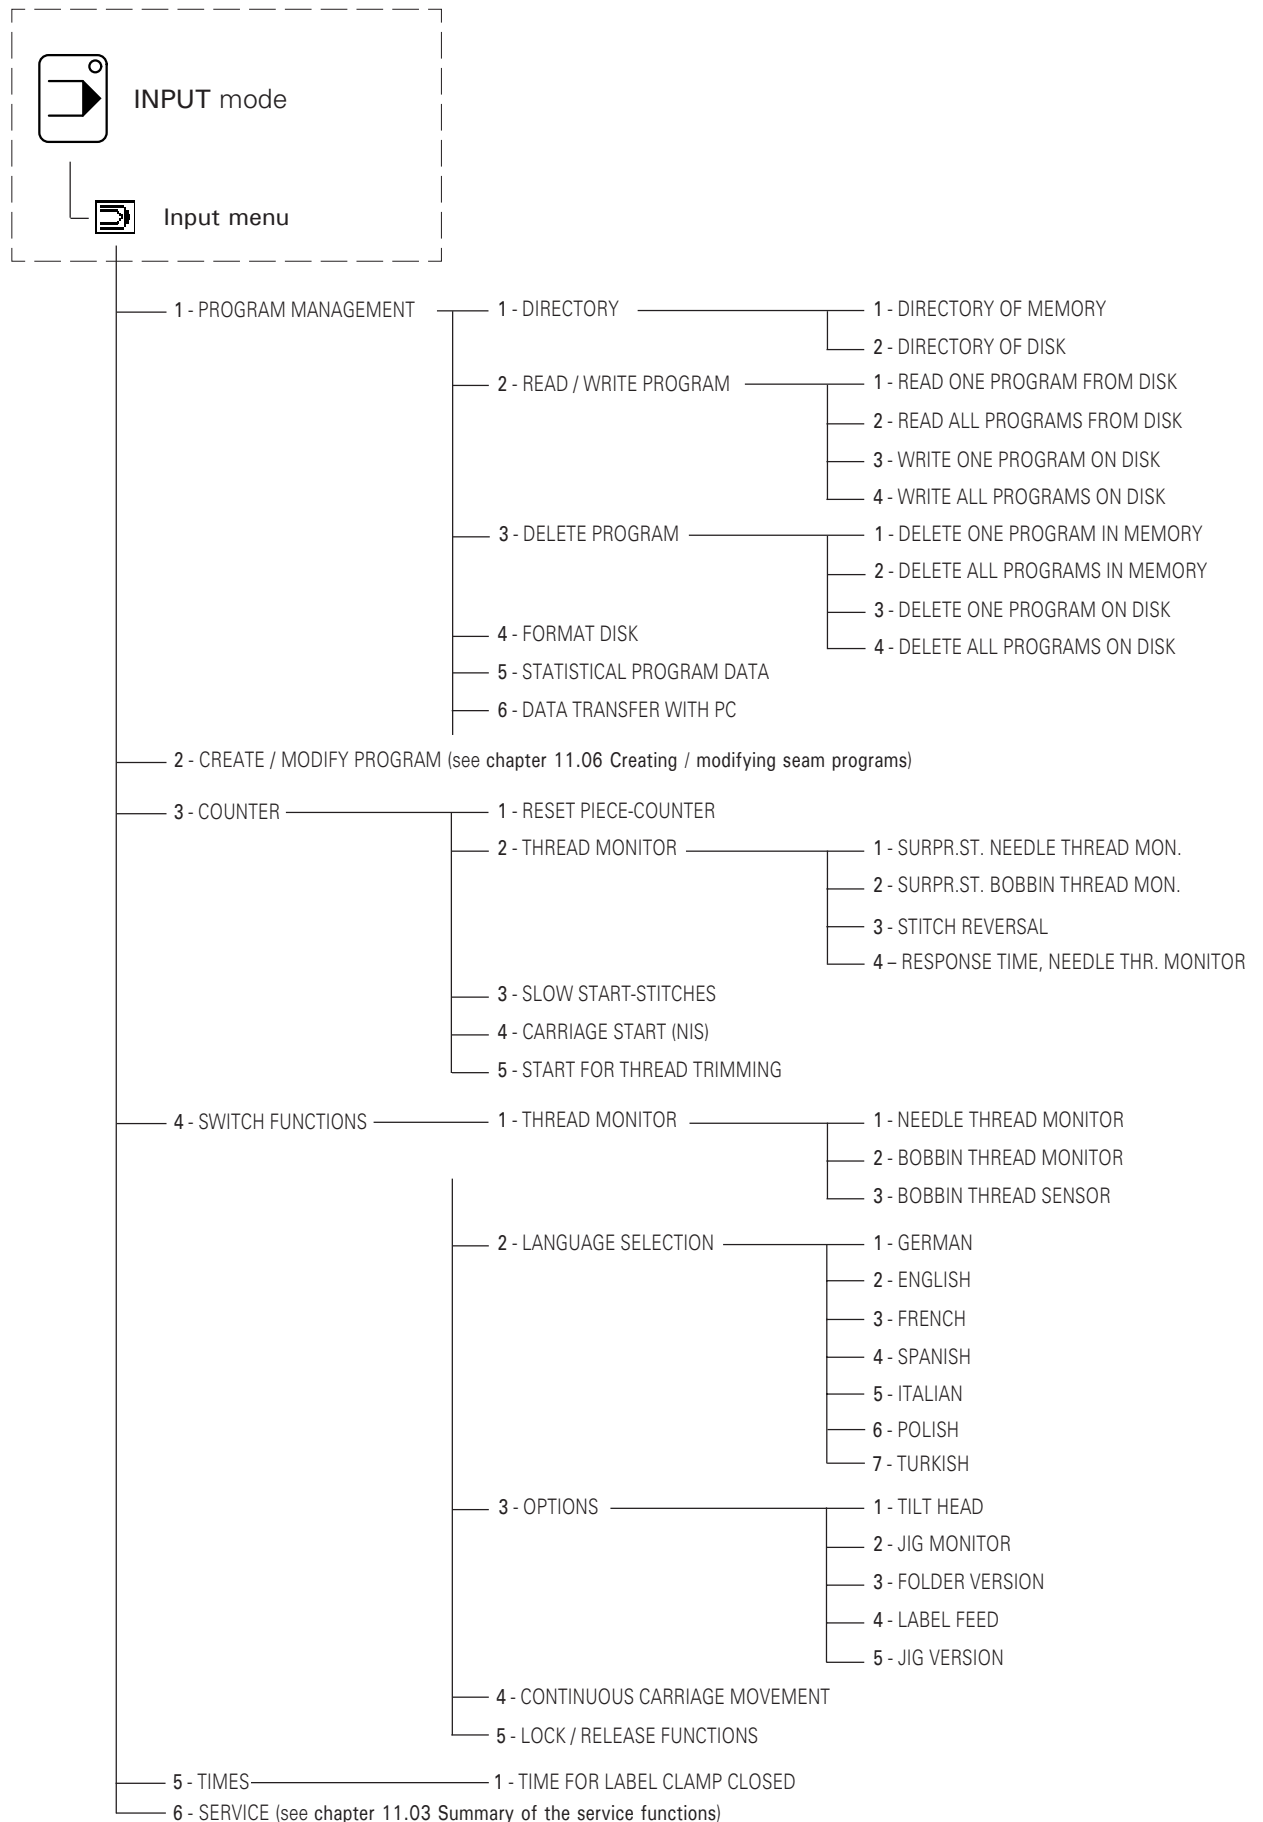 INPUT mode
Input menu
1 - PROGRAM MANAGEMENT
1 - DIRECTORY
1 - DIRECTORY OF MEMORY
2 - DIRECTORY OF DISK
2 - READ / WRITE PROGRAM
1 - READ ONE PROGRAM FROM DISK
2 - READ ALL PROGRAMS FROM DISK
3 - WRITE ONE PROGRAM ON DISK
4 - WRITE ALL PROGRAMS ON DISK
3 - DELETE PROGRAM
1 - DELETE ONE PROGRAM IN MEMORY
2 - DELETE ALL PROGRAMS IN MEMORY
3 - DELETE ONE PROGRAM ON DISK
4 - DELETE ALL PROGRAMS ON DISK
4 - FORMAT DISK
5 - STATISTICAL PROGRAM DATA
6 - DATA TRANSFER WITH PC
2 - CREATE / MODIFY PROGRAM (see chapter 11.06 Creating / modifying seam programs)
3 - COUNTER
1 - RESET PIECE-COUNTER
2 - THREAD MONITOR
1 - SURPR.ST. NEEDLE THREAD MON.
2 - SURPR.ST. BOBBIN THREAD MON.
3 - STITCH REVERSAL
4 – RESPONSE TIME, NEEDLE THR. MONITOR
3 - SLOW START-STITCHES
4 - CARRIAGE START (NIS)
5 - START FOR THREAD TRIMMING
4 - SWITCH FUNCTIONS
1 - THREAD MONITOR
1 - NEEDLE THREAD MONITOR
2 - BOBBIN THREAD MONITOR
3 - BOBBIN THREAD SENSOR
2 - LANGUAGE SELECTION
1 - GERMAN
2 - ENGLISH
3 - FRENCH
4 - SPANISH
5 - ITALIAN
6 - POLISH
7 - TURKISH
3 - OPTIONS
1 - TILT HEAD
2 - JIG MONITOR
3 - FOLDER VERSION
4 - LABEL FEED
5 - JIG VERSION
4 - CONTINUOUS CARRIAGE MOVEMENT
5 - LOCK / RELEASE FUNCTIONS
5 - TIMES
1 - TIME FOR LABEL CLAMP CLOSED
6 - SERVICE (see chapter 11.03 Summary of the service functions)